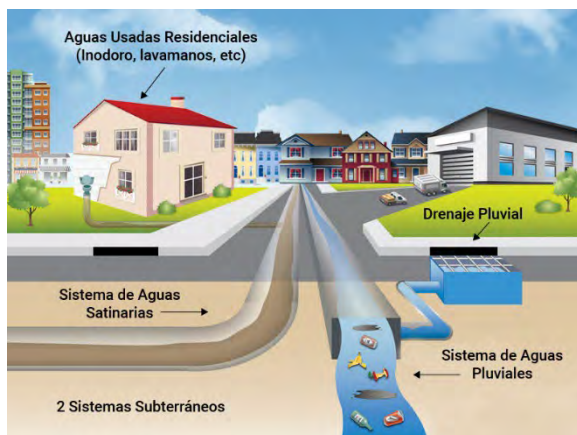 Aguas Usadas Residenciales
(Inodoro, lavamanos, etc)
Drenaje Pluvial
Sistema de Aguas
Satinarias
Sistema de Aguas
Pluviales
2 Sistemas Subterráneos